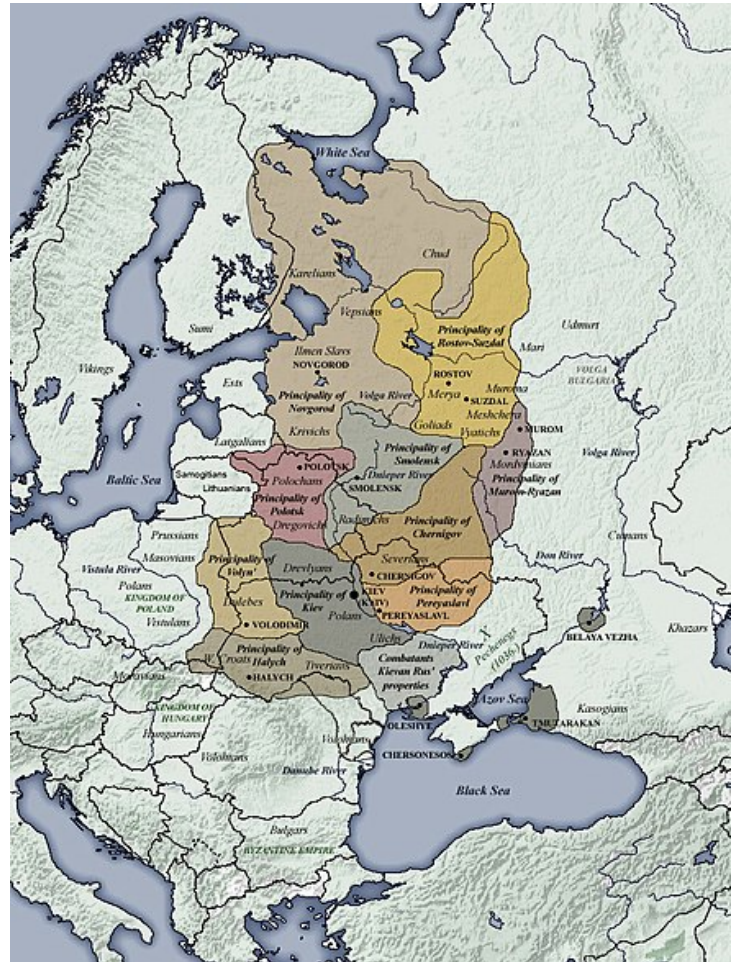 White Sea
Chud
Karelians
Vepsians
Sumi
Principality of
Rostov-Suzdal
Udmurt
Mari
Ilmen Slavs
NOVGOROD
Vikings
Ests
ROSTOV
VOLGA
BULGARIA
Principality of
Novgorod
Volga River
Merya
SUZDAL
Muroma
Meshchera
Goliads
Vyatichs
MUROM
Krivichs
Latgalians
Principality of
Smolensk
RYAZAN
Volga River
Baltic Sea
Samogitians
Lithuanians
POLOTSK
Polochans
Dnieper River
SMOLENSK
Mordvinians
Principality of
Murom-Ryazan
Principality of
Polotsk
Dregovichs
Radimichs
Principality of
Chernigov
Prussians
Masovians
Cumans
Don River
Vistula River
Principality of
Volyn'
Drevlyans
Severians
Polans
KINGDOM OF
POLAND
CHERNIGOV
Dulebes
Principality of
Kiev
KIEV
(KYIV)
Principality of
Pereyaslavl
Vistulans
VOLODIMIR
Polans
PEREYASLAVL
BELAYA VEZHA
Khazars
Ulichs
Dnieper River
W. Croats
Principality of
Halych
Tivertians
Combatants
Kievan Rus'
properties
X
Pechenegs
(1036.)
Moravians
HALYCH
KINGDOM OF
HUNGARY
Hungarians
Azov Sea
Kasogians
OLESHYE
TMUTARAKAN
Volohians
Volohians
CHERSONESOS
Danube River
Black Sea
Bulgars
BYZANTINE EMPIRE